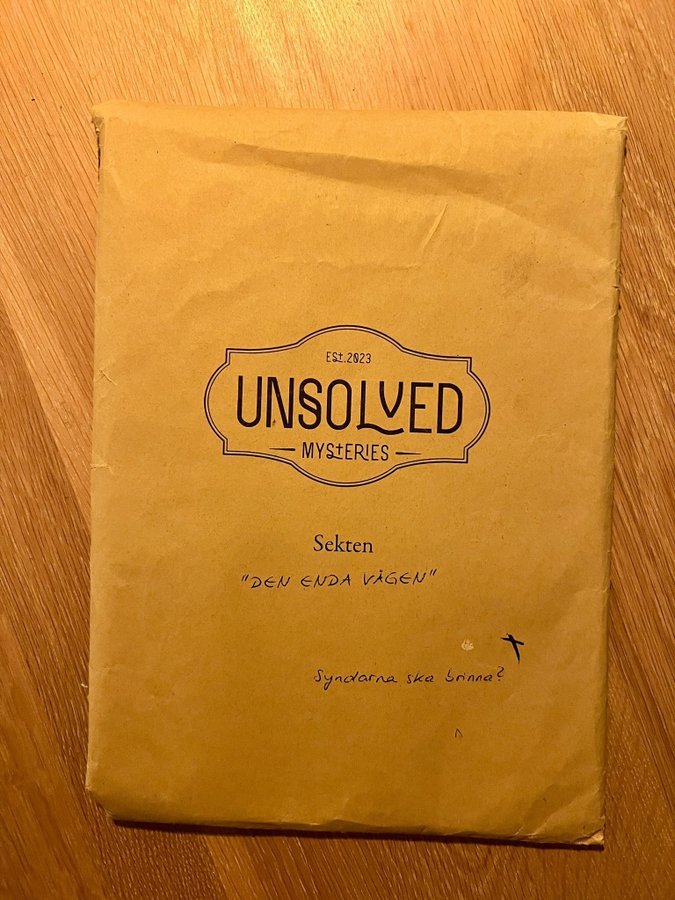 EST.2023
UNSOLVED
MYSTERIES
Sekten
"DEN ENDA VÄGEN"
Syndarna ska brinna?